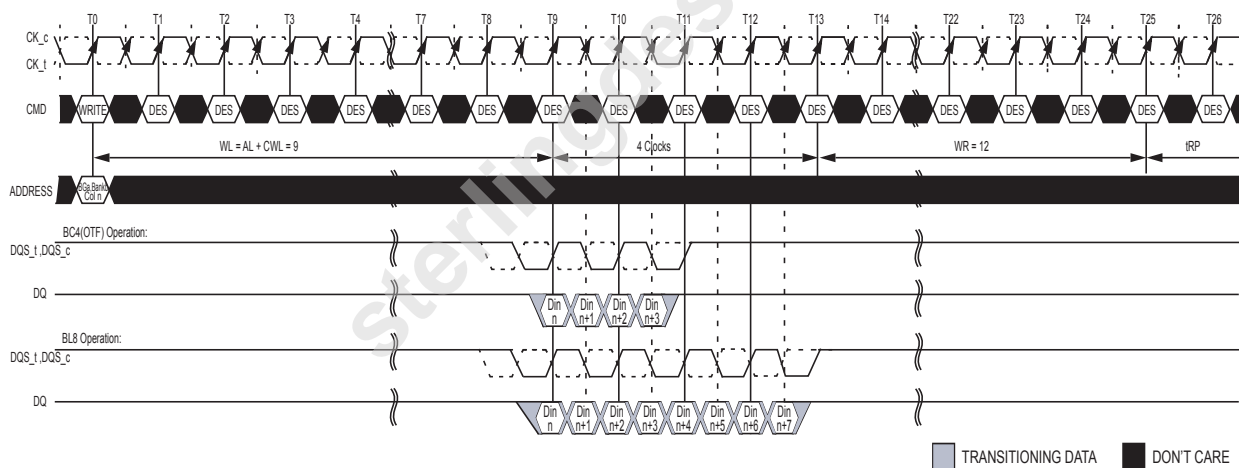 T0 T1 T2 T3 T4 T7 T8 T9 T10 T11 T12 T13 T14 T22 T23 T24 T25 T26
CK_c
CK_t
CMD WRITE DES DES DES DES DES DES DES DES DES DES DES DES DES DES DES DES DES
WL = AL + CWL = 9 4 Clocks WR = 12 tRP
ADDRESS BGa,Bankb
Col n
BC4(OTF) Operation:
DQS_t ,DQS_c
DQ Din n Din n+1 Din n+2 Din n+3
BL8 Operation:
DQS_t ,DQS_c
DQ Din n Din n+1 Din n+2 Din n+3 Din n+4 Din n+5 Din n+6 Din n+7
TRANSITIONING DATA DON'T CARE